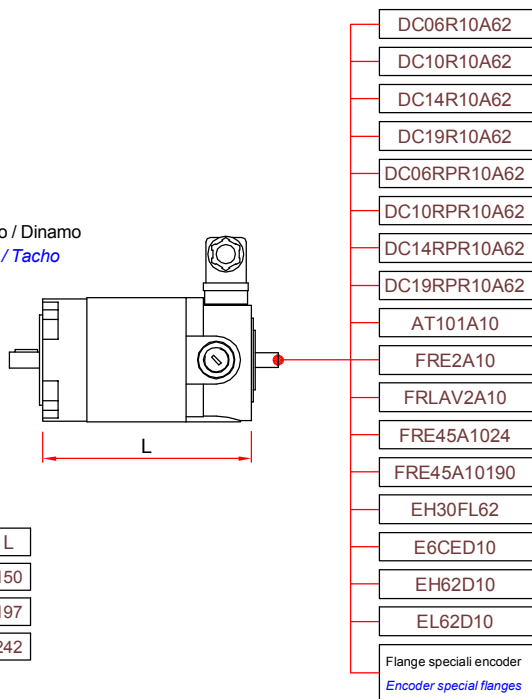 DC06R10A62
DC10R10A62
DC14R10A62
DC19R10A62
DC06RPR10A62
DC10RPR10A62
DC14RPR10A62
DC19RPR10A62
AT101A10
FRE2A10
FRLAV2A10
FRE45A1024
FRE45A10190
EH30FL62
E6CED10
EH62D10
EL62D10
Flange speciali encoder
Encoder special flanges
/ Dinamo
/ Tacho
L
L
150
197
242